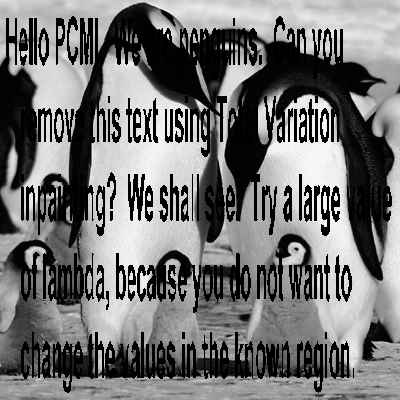 Hello PCMI. We are penguins. Can you
remove this text using Total Variation
inpainting? We shall see! Try a large value
of lambda, because you do not want to
change the values in the known region.